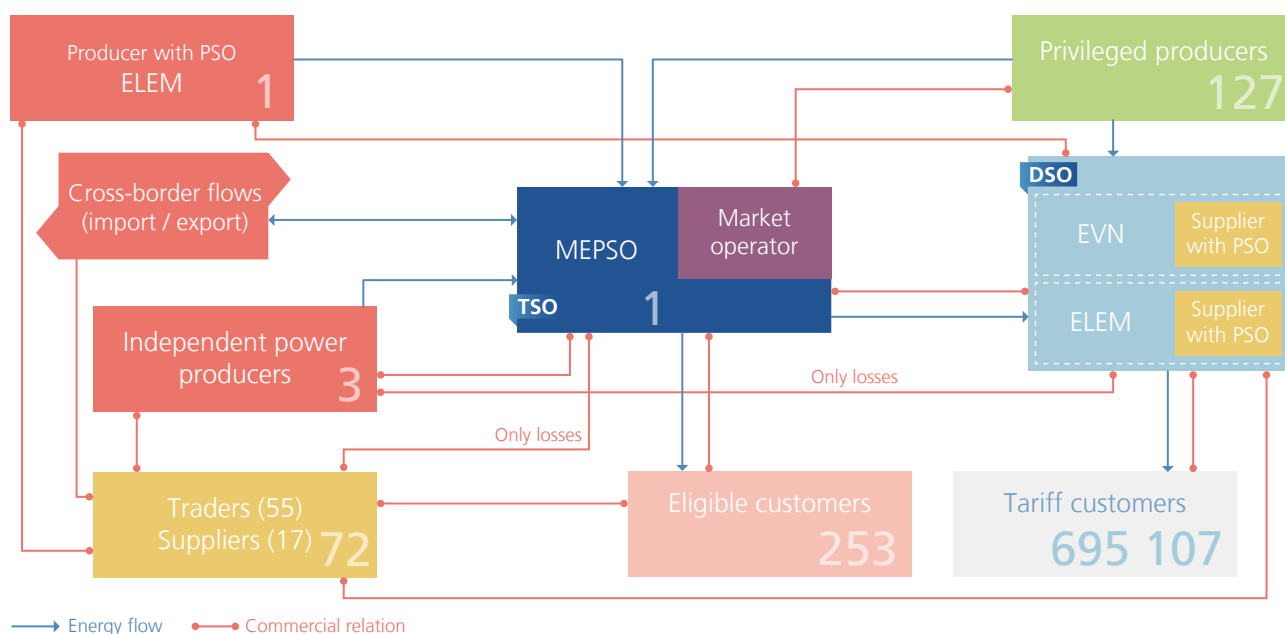 Producer with PSO
ELEM
1
Privileged producers
127
Cross-border flows
(import / export)
MEPSO
Market
operator
TSO
1
DSO
EVN
Supplier
with PSO
ELEM
Supplier
with PSO
Independent power
producers
3
Only losses
Only losses
Traders (55)
Suppliers (17)
72
Eligible customers
253
Tariff customers
695 107
Energy flow
Commercial relation